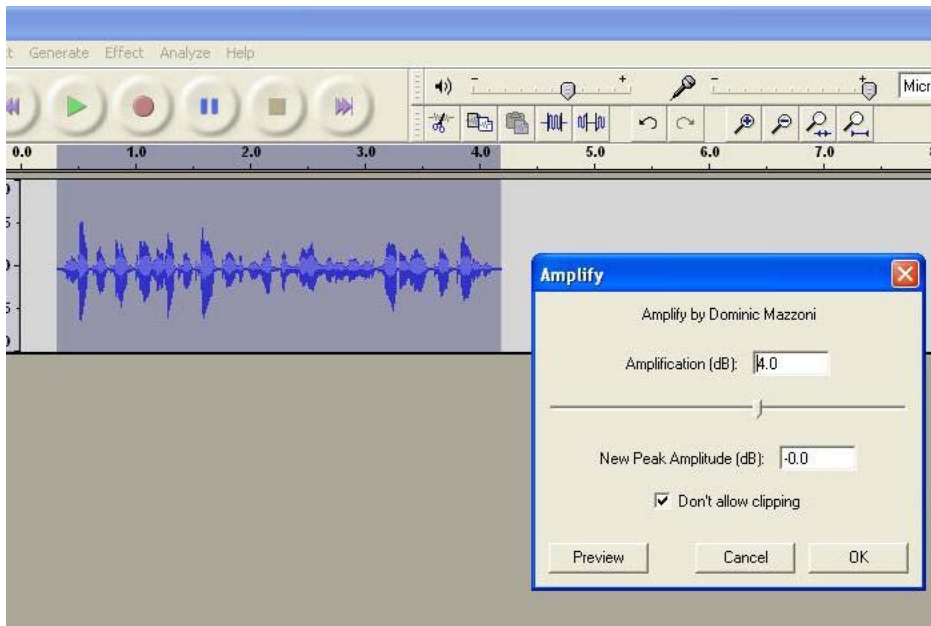 t Generate Effect Analyze Help
Micr
0.0 1.0 2.0 3.0 4.0 5.0 6.0 7.0
Amplify
Amplify by Dominic Mazzoni
Amplification (dB): 4.0
New Peak Amplitude (dB): -0.0
Don't allow clipping
Preview Cancel OK